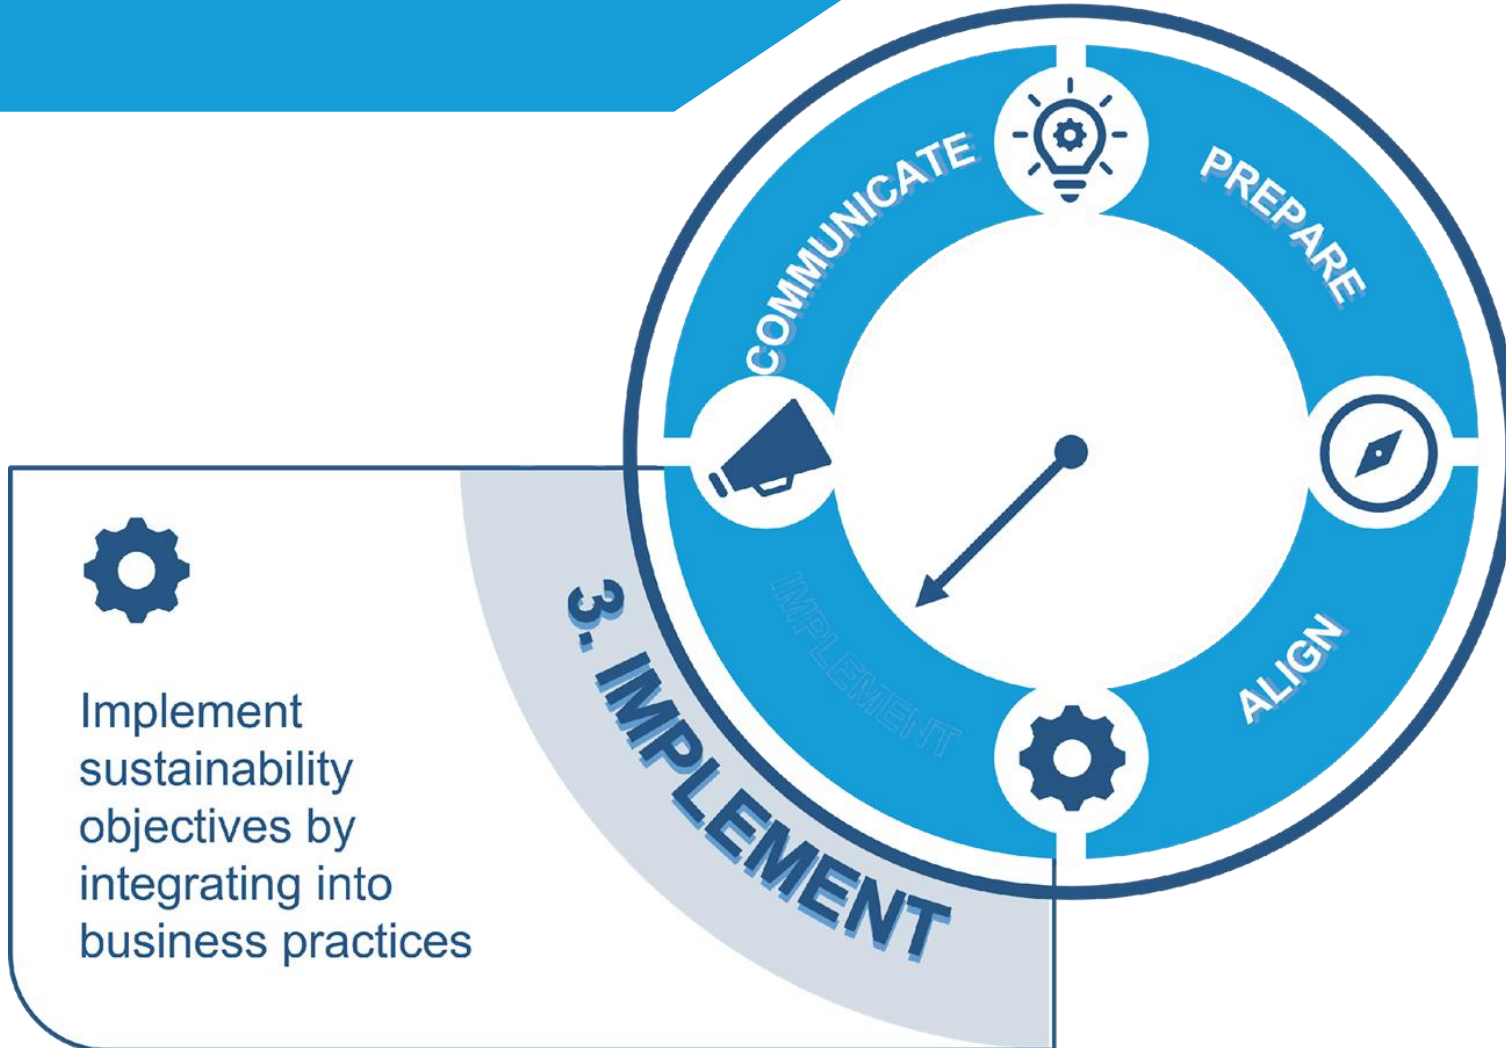 COMMUNICATE
PREPARE
IMPLEMENT
ALIGN
3. IMPLEMENT
Implement
sustainability
objectives by
integrating into
business practices